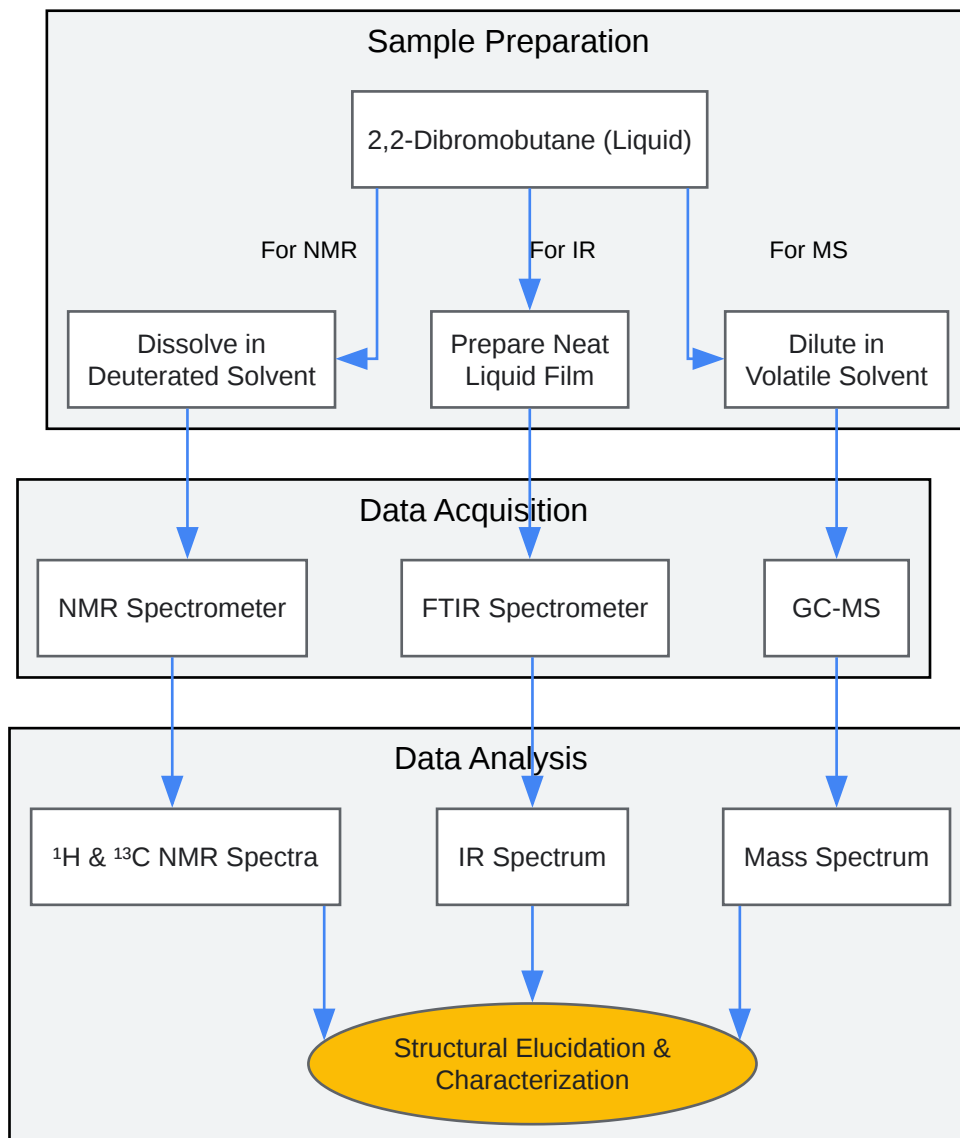 Sample Preparation
2,2-Dibromobutane (Liquid)
For NMR
For IR
For MS
Dissolve in
Deuterated Solvent
Prepare Neat
Liquid Film
Dilute in
Volatile Solvent
Data Acquisition
NMR Spectrometer
FTIR Spectrometer
GC-MS
Data Analysis
¹H & ¹³C NMR Spectra
IR Spectrum
Mass Spectrum
Structural Elucidation &
Characterization